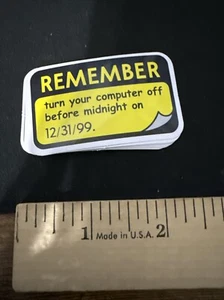 REMEMBER
turn your computer off
before midnight on
12/31/99.
1 Made in U.S.A. 2